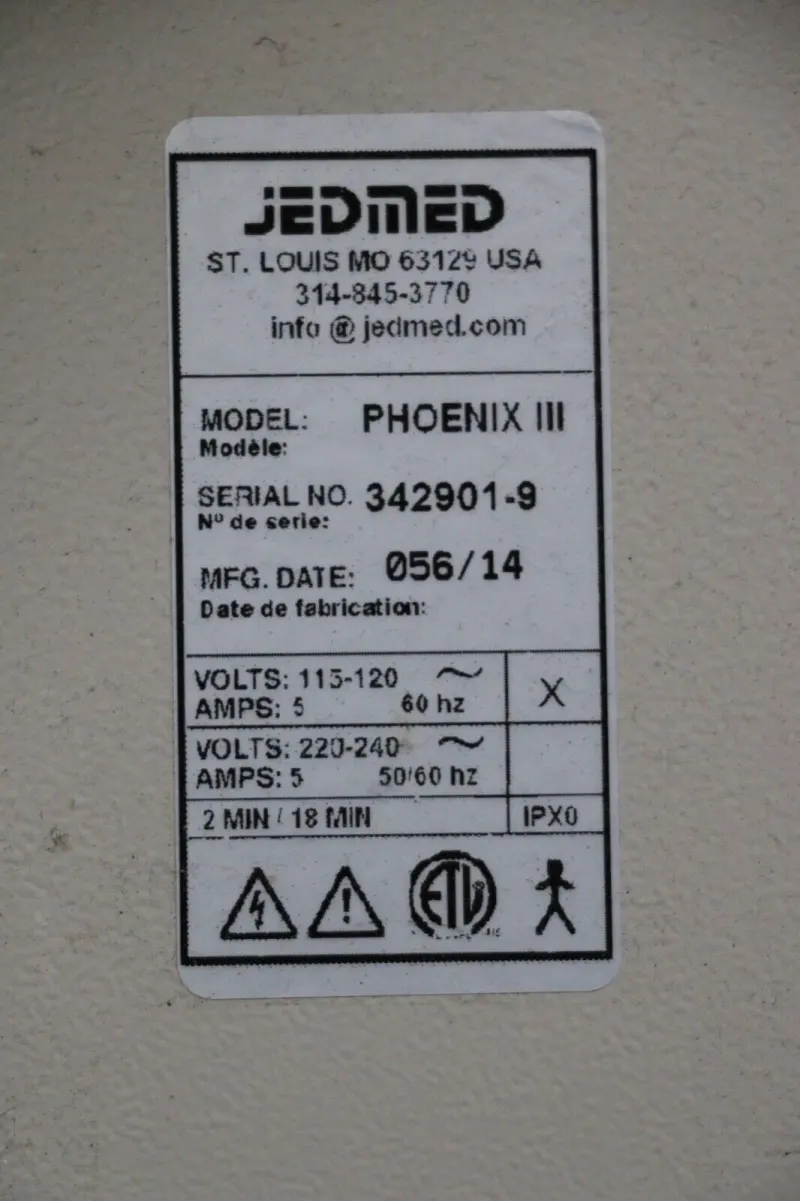 JEDMED
ST. LOUIS MO 63129 USA
314-845-3770
info @ jedmed.com
MODEL: PHOENIX III
Modèle:
SERIAL NO. 342901-9
Nº de serie:
MFG. DATE: 056/14
Date de fabrication:
VOLTS: 115-120 ~ X
AMPS: 5 60 hz
VOLTS: 220-240 ~
AMPS: 5 50/60 hz
2 MIN / 18 MIN IPX0
ETL